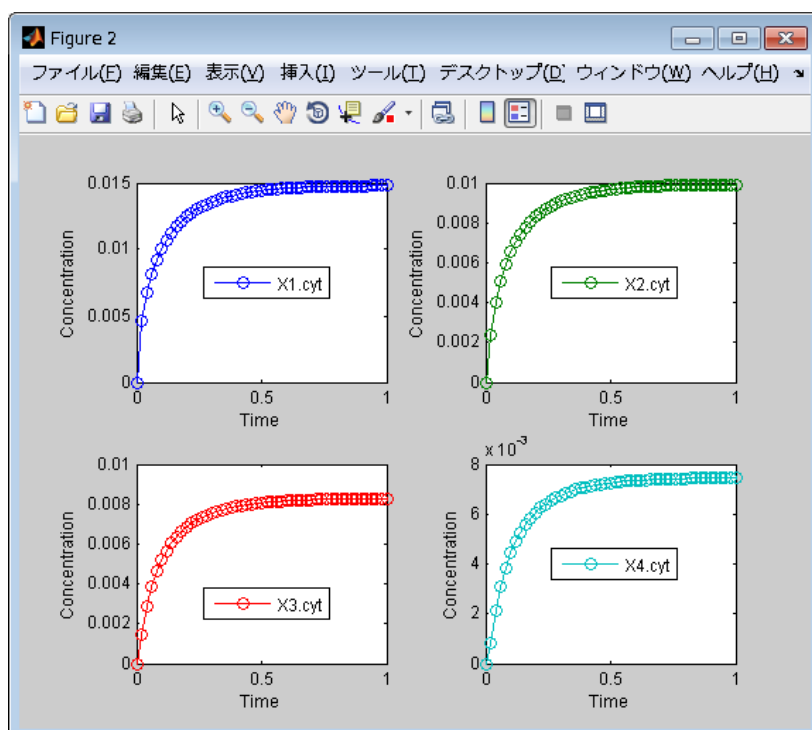 Figure 2
ファイル(F) 編集(E) 表示(V) 挿入(I) ツール(T) デスクトップ(D) ウィンドウ(W) ヘルプ(H)
0.015
0.01
0.005
0
0
0.5
1
Concentration
Time
X1.cyt
0.01
0.008
0.006
0.004
0.002
0
0
0.5
1
Concentration
Time
X2.cyt
0.01
0.008
0.006
0.004
0.002
0
0
0.5
1
Concentration
Time
X3.cyt
x 10⁻³
8
6
4
2
0
0
0.5
1
Concentration
Time
X4.cyt